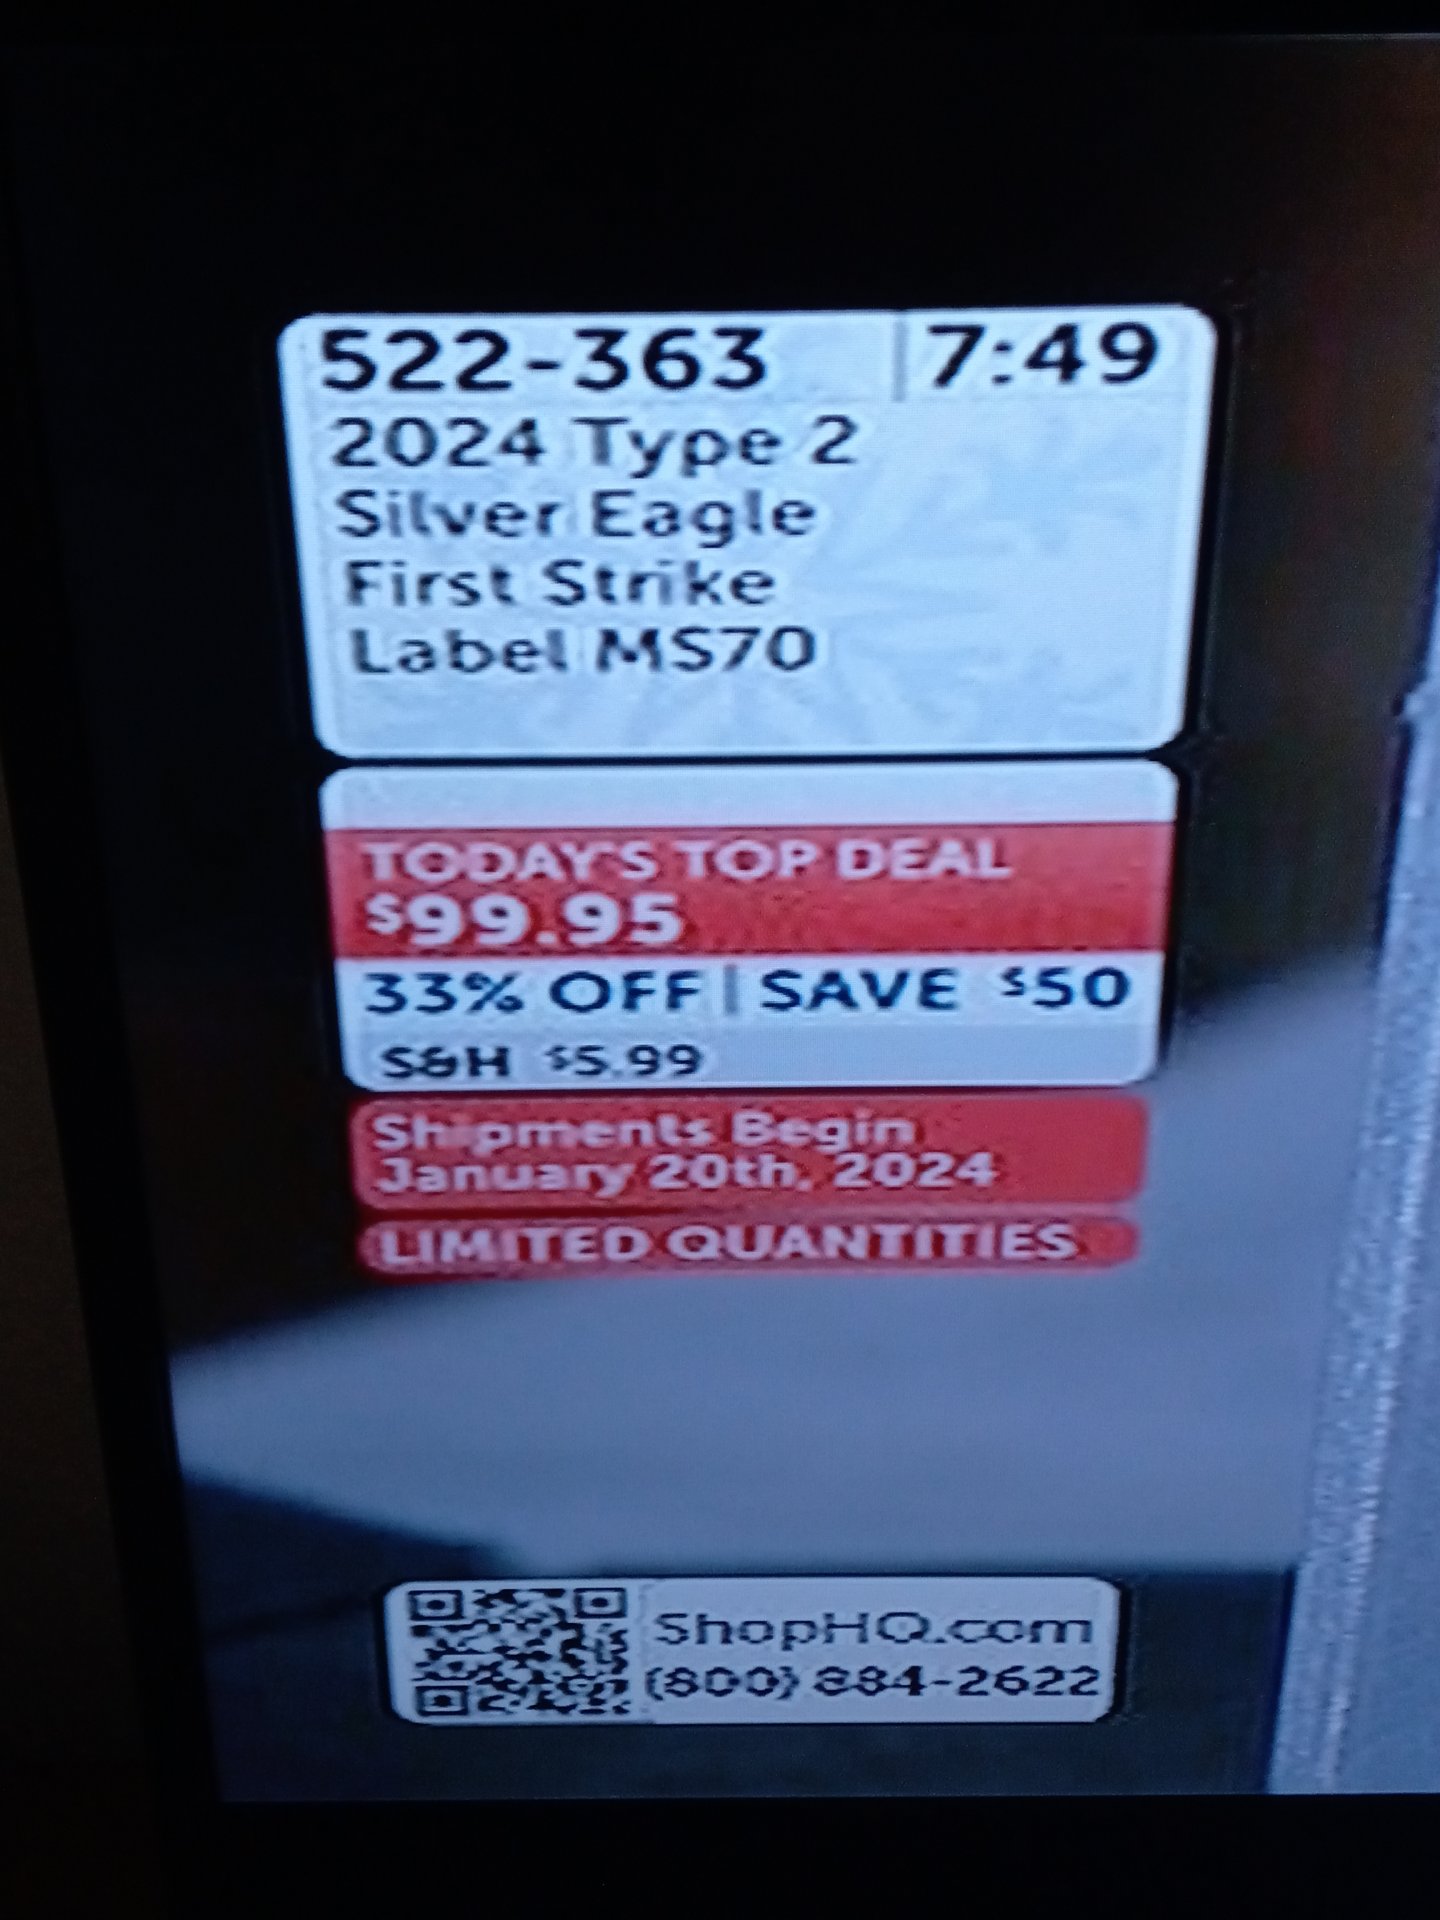 522-363 | 7:49
2024 Type 2
Silver Eagle
First Strike
Label MS70
TODAY'S TOP DEAL
$99.95
33% OFF | SAVE $50
S&H $5.99
Shipments Begin
January 20th, 2024
LIMITED QUANTITIES
ShopHQ.com
(800) 884-2622